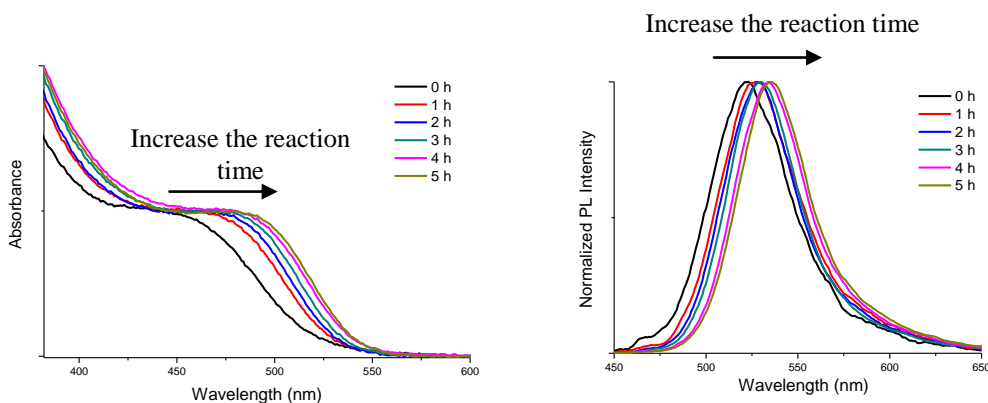 Increase the reaction
time
0 h
1 h
2 h
3 h
4 h
5 h
Absorbance
400
450
500
550
600
Wavelength (nm)
Increase the reaction time
0 h
1 h
2 h
3 h
4 h
5 h
Normalized PL Intensity
450
500
550
600
650
Wavelength (nm)